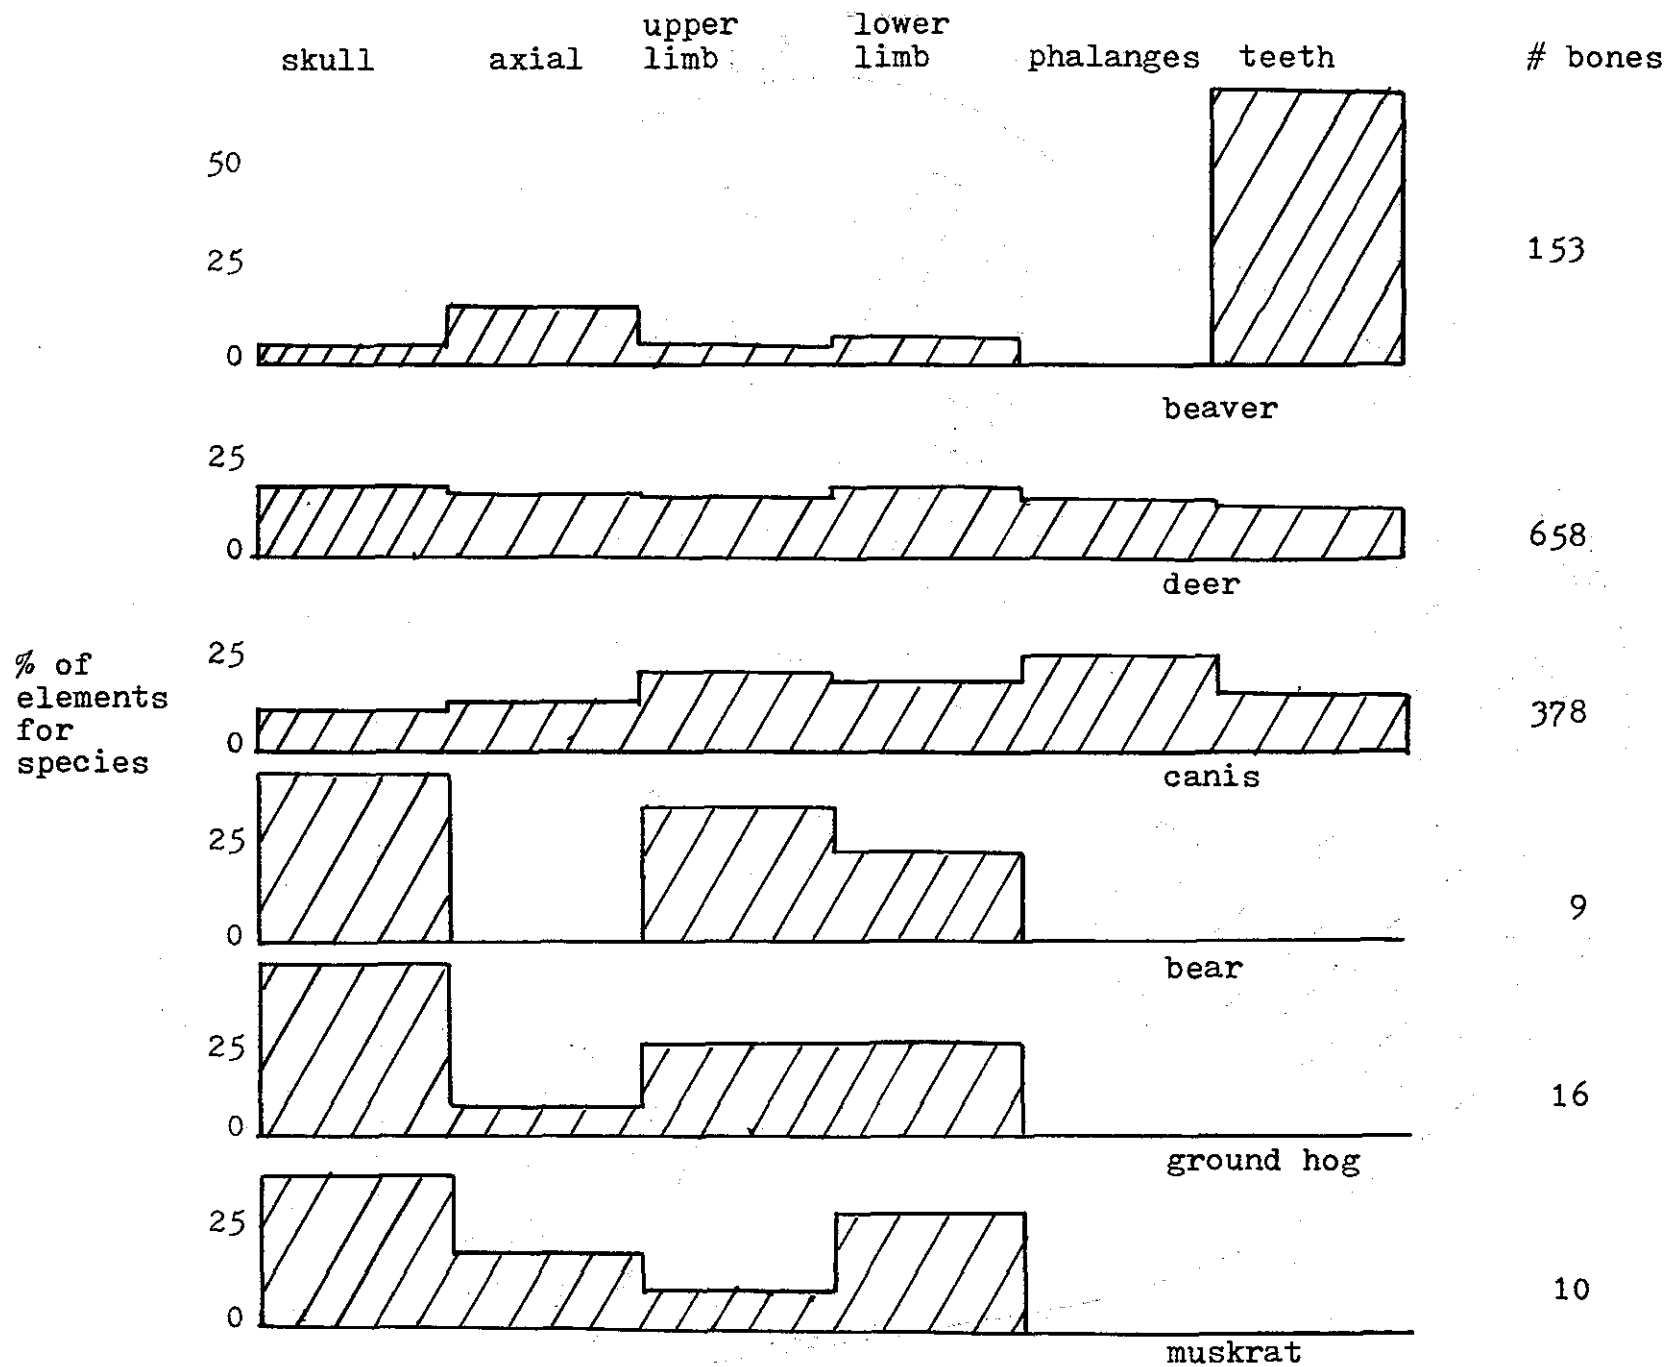 skull axial upper limb lower limb phalanges teeth # bones
50
25
0
153
beaver
25
0
658
deer
% of
elements
for
species
25
0
378
canis
25
0
9
bear
25
0
16
ground hog
25
0
10
muskrat